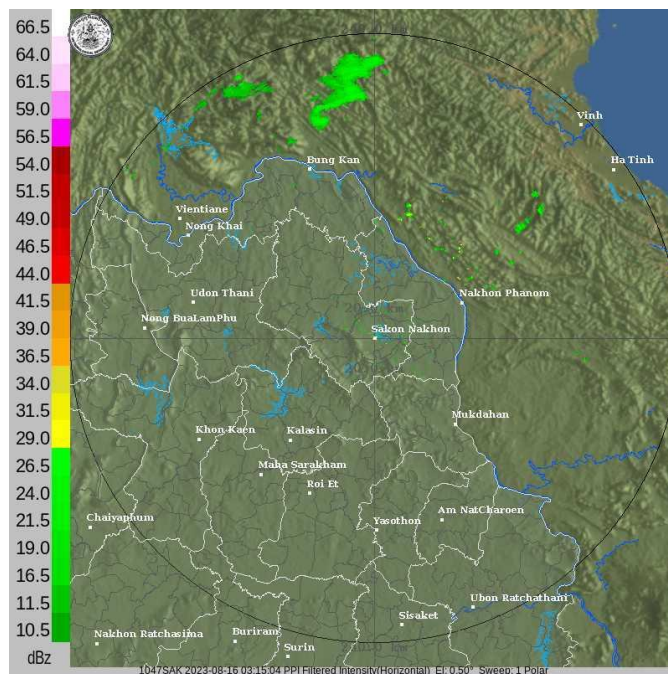 66.5
64.0
61.5
59.0
56.5
54.0
51.5
49.0
46.5
44.0
41.5
39.0
36.5
34.0
31.5
29.0
26.5
24.0
21.5
19.0
16.5
11.5
10.5
dBz
Vinh
Ha Tinh
Bung Kan
Vientiane
Nong Khai
Udon Thani
Nakhon Phanom
Nong BuaLamPhu
Sakon Nakhon
Mukdahan
Khon Kaen
Kalasin
Maha Sarakham
Roi Et
Chaiyaphum
Yasothon
Am NatCharoen
Ubon Ratchathani
Sisaket
Nakhon Ratchasima
Buriram
Surin
1047SAK 2023-08-16 03:15:04 PPI Filtered Intensity(Horizontal) El: 0.50° Sweep: 1 Polar